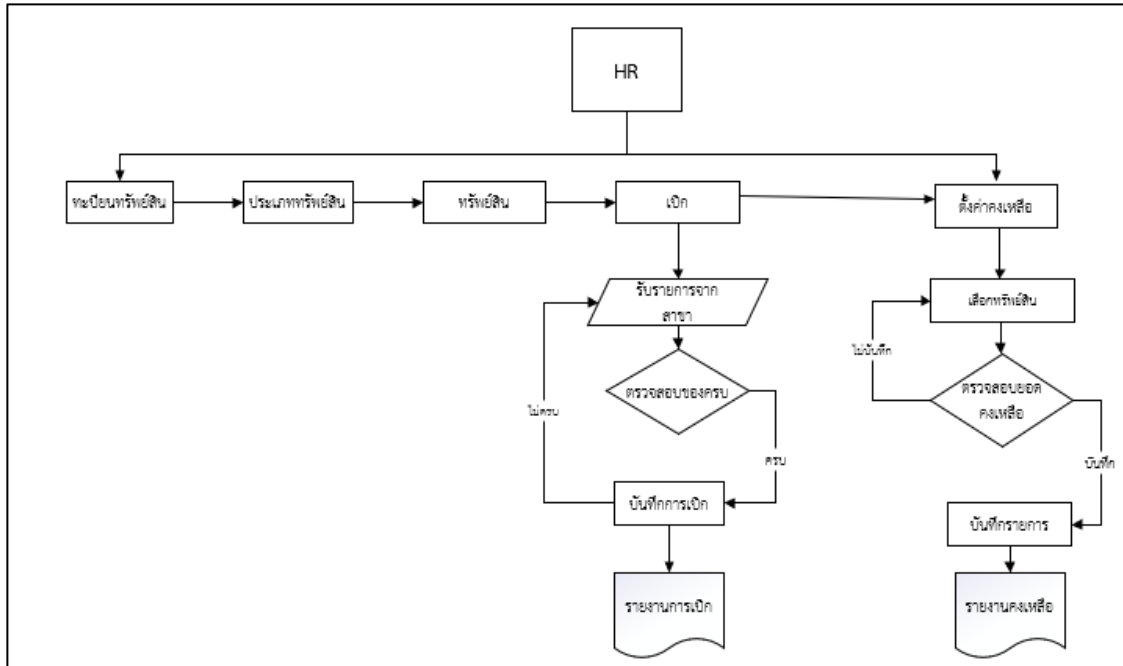 HR
ทะเบียนทรัพย์สิน
ประเภททรัพย์สิน
ทรัพย์สิน
เบิก
ตั้งค่าคงเหลือ
รับรายการจาก
สาขา
เลือกทรัพย์สิน
ไม่บันทึก
ตรวจสอบของครบ
ตรวจสอบยอด
คงเหลือ
ไม่ครบ
ครบ
บันทึก
บันทึกการเบิก
บันทึกรายการ
รายงานการเบิก
รายงานคงเหลือ